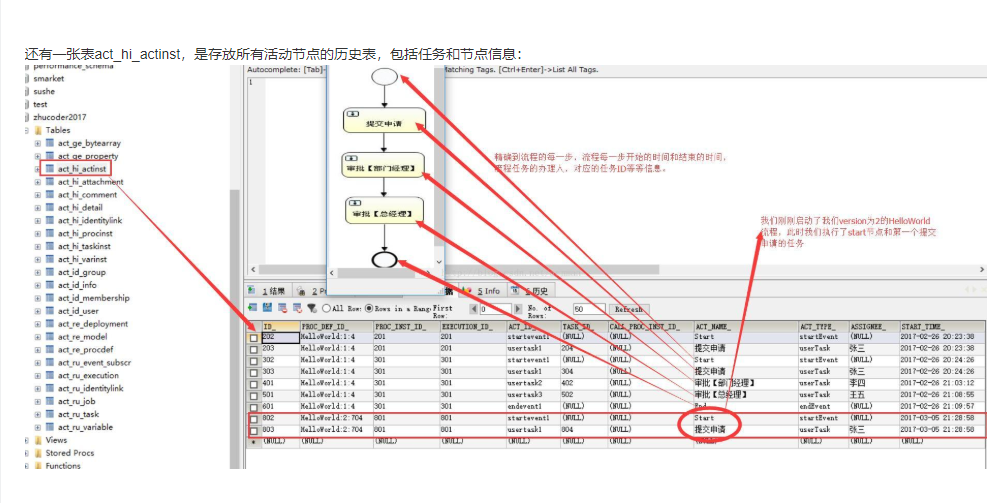 还有一张表act_hi_actinst，是存放所有活动节点的历史表，包括任务和节点信息：
performance_schema
smarket
sushe
test
zhucoder2017
Tables
act_ge_bytearray
act_ge_property
act_hi_actinst
act_hi_attachment
act_hi_comment
act_hi_detail
act_hi_identitylink
act_hi_procinst
act_hi_taskinst
act_hi_varinst
act_id_group
act_id_info
act_id_membership
act_id_user
act_re_deployment
act_re_model
act_re_procdef
act_ru_event_subscr
act_ru_execution
act_ru_identitylink
act_ru_job
act_ru_task
act_ru_variable
Views
Stored Procs
Functions
Autocomplete: [Tab]- Matching Tags. [Ctrl+Enter]->List All Tags.
1
提交申请
审批【部门经理】
审批【总经理】
精确到流程的每一步，流程每一步开始的时间和结束的时间，
流程任务的办理人，对应的任务ID等等信息。
我们刚刚启动了我们version为2的HelloWorld
流程，此时我们执行了start节点和第一个提交
申请的任务
1 结果 2 5 Info 历史
All Rows Rows in a Range First Row: 0 No. of Rows: 50 Refresh
ID_ PROC_DEF_ID_ PROC_INST_ID_ EXECUTION_ID_ ACT_ID_ TASK_ID_ CALL_PROC_INST_ID_ ACT_NAME_ ACT_TYPE_ ASSIGNEE_ START_TIME_
202 HelloWorld:1:4 201 201 startevent1 (NULL) (NULL) Start startEvent (NULL) 2017-02-26 20:23:38
203 HelloWorld:1:4 201 201 usertask1 204 (NULL) 提交申请 userTask 张三 2017-02-26 20:23:38
302 HelloWorld:1:4 301 301 startevent1 (NULL) (NULL) Start startEvent (NULL) 2017-02-26 20:24:26
303 HelloWorld:1:4 301 301 usertask1 304 (NULL) 提交申请 userTask 张三 2017-02-26 20:24:26
401 HelloWorld:1:4 301 301 usertask2 402 (NULL) 审批【部门经理】 userTask 李四 2017-02-26 21:03:12
501 HelloWorld:1:4 301 301 usertask3 502 (NULL) 审批【总经理】 userTask 王五 2017-02-26 21:08:55
601 HelloWorld:1:4 301 301 endevent1 (NULL) (NULL) End endEvent (NULL) 2017-02-26 21:09:57
802 HelloWorld:2:704 801 801 startevent1 (NULL) (NULL) Start startEvent (NULL) 2017-03-05 21:28:58
803 HelloWorld:2:704 801 801 usertask1 804 (NULL) 提交申请 userTask 张三 2017-03-05 21:28:58
(NULL) (NULL) (NULL) (NULL) (NULL) (NULL) (NULL) (NULL) (NULL) (NULL) (NULL)